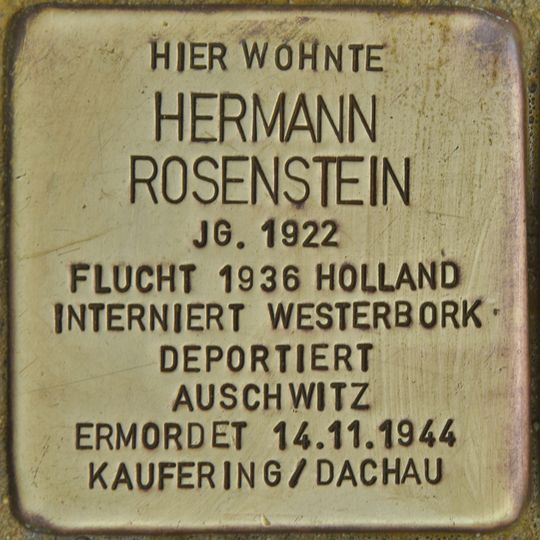 HIER WOHNTE
HERMANN
ROSENSTEIN
JG. 1922
FLUCHT 1936 HOLLAND
INTERNIERT WESTERBORK
DEPORTIERT
AUSCHWITZ
ERMORDET 14.11.1944
KAUFERING/DACHAU